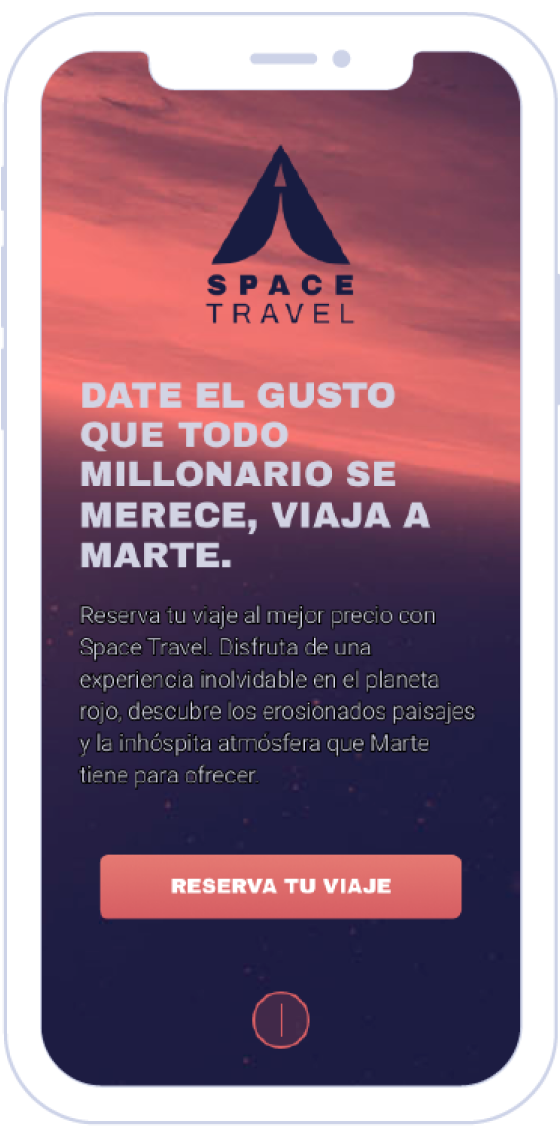 SPACE
TRAVEL
DATE EL GUSTO
QUE TODO
MILLONARIO SE
MERECE, VIAJA A
MARTE.
Reserva tu viaje al mejor precio con
Space Travel. Disfruta de una
experiencia inolvidable en el planeta
rojo, descubre los erosionados paisajes
y la inhóspita atmósfera que Marte
tiene para ofrecer.
RESERVA TU VIAJE